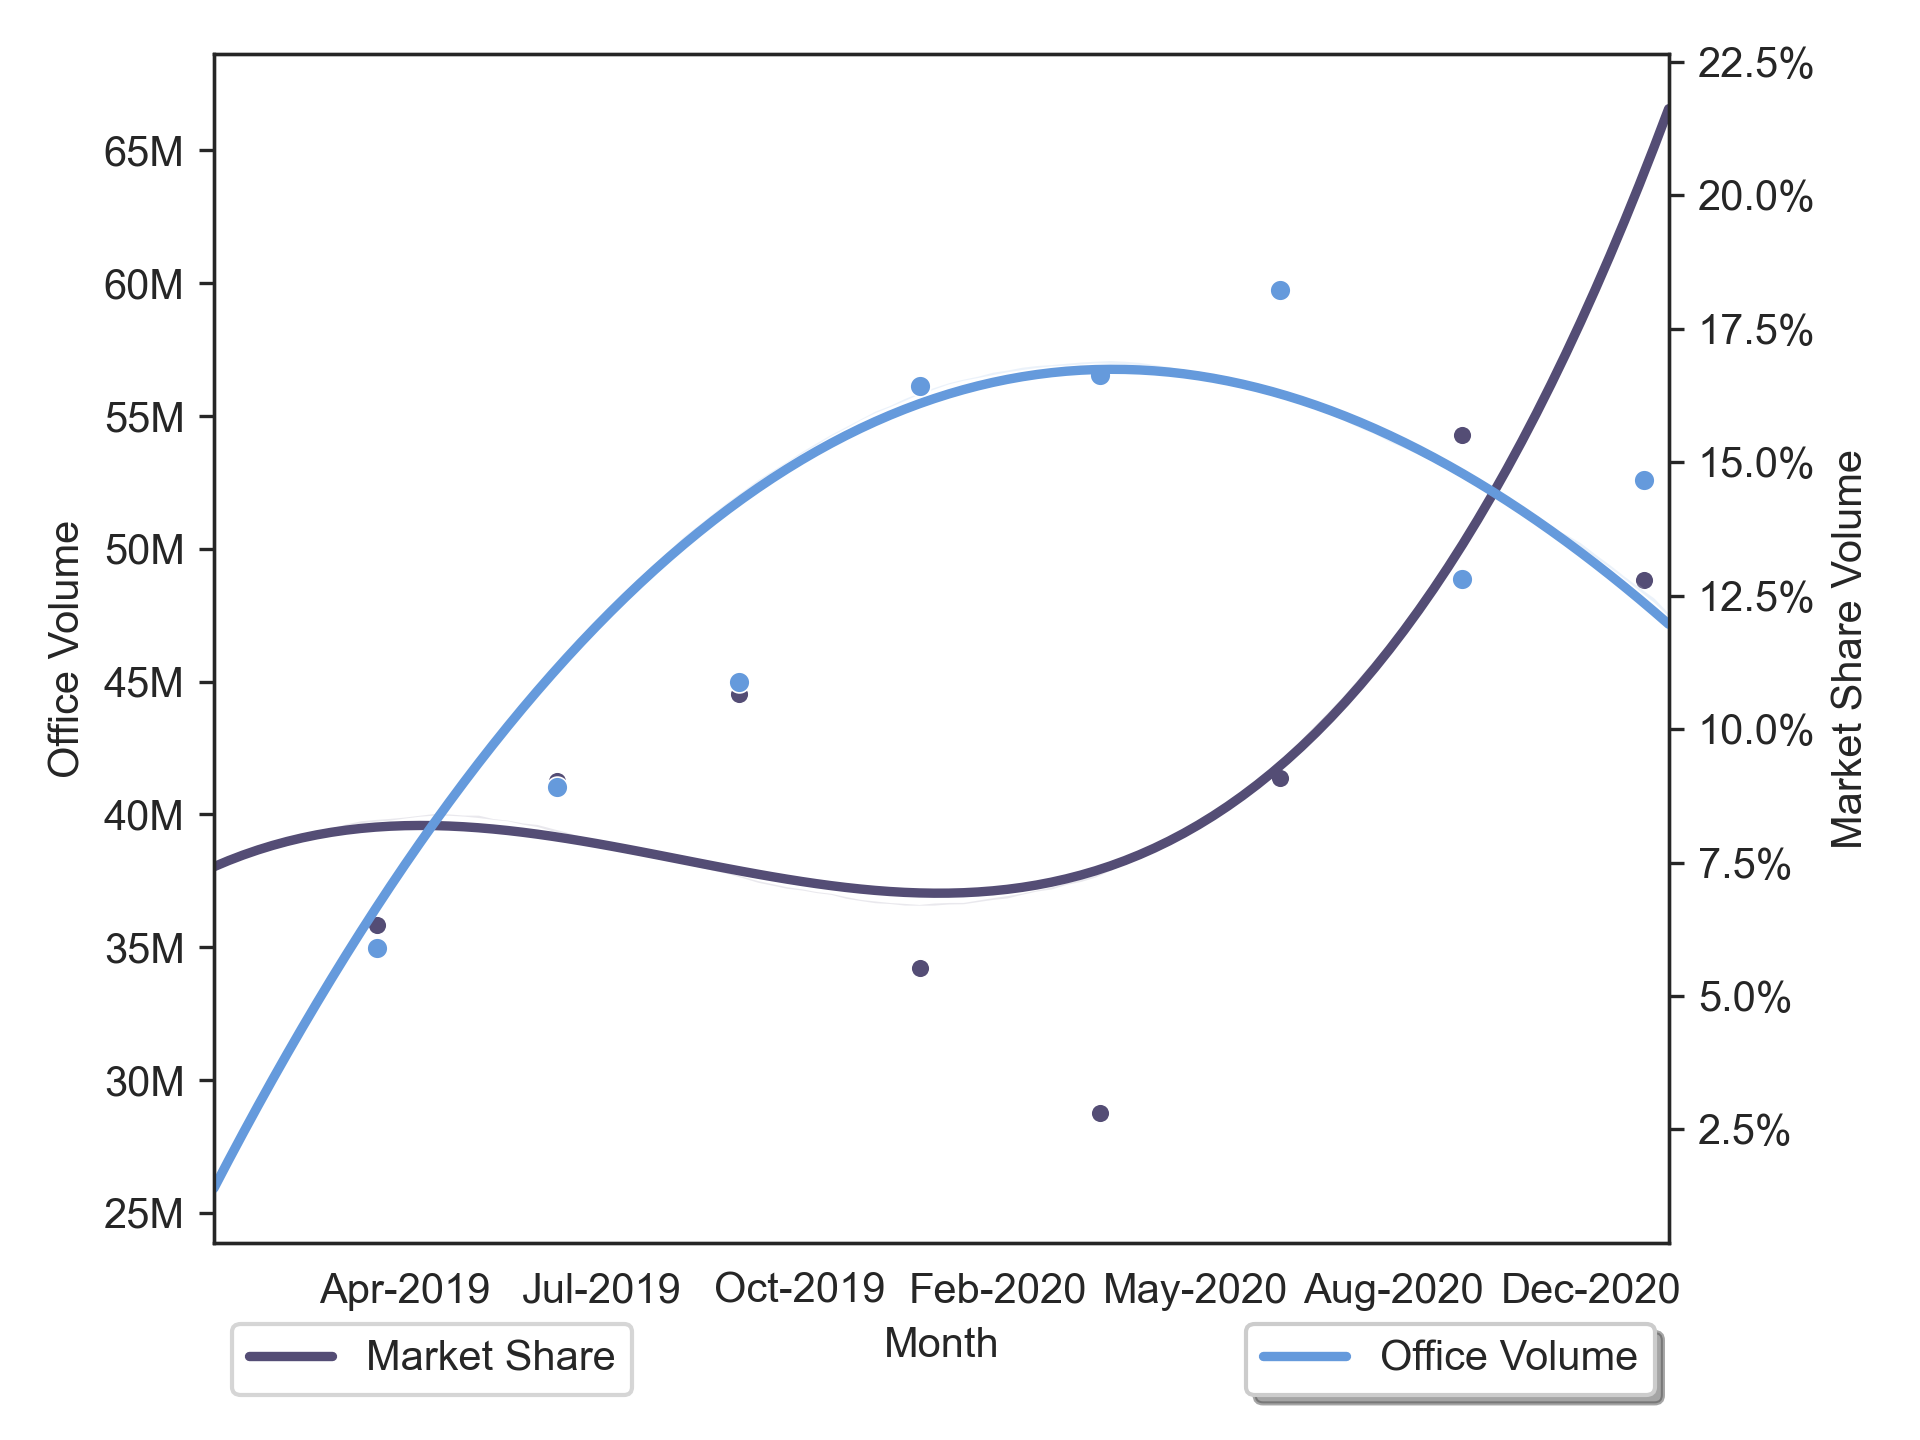 22.5%
65M
20.0%
60M
17.5%
55M
15.0%
50M
12.5%
45M
10.0%
40M
7.5%
35M
5.0%
30M
2.5%
25M
Office Volume
Market Share Volume
Apr-2019 Jul-2019 Oct-2019 Feb-2020 May-2020 Aug-2020 Dec-2020
Month
Market Share
Office Volume